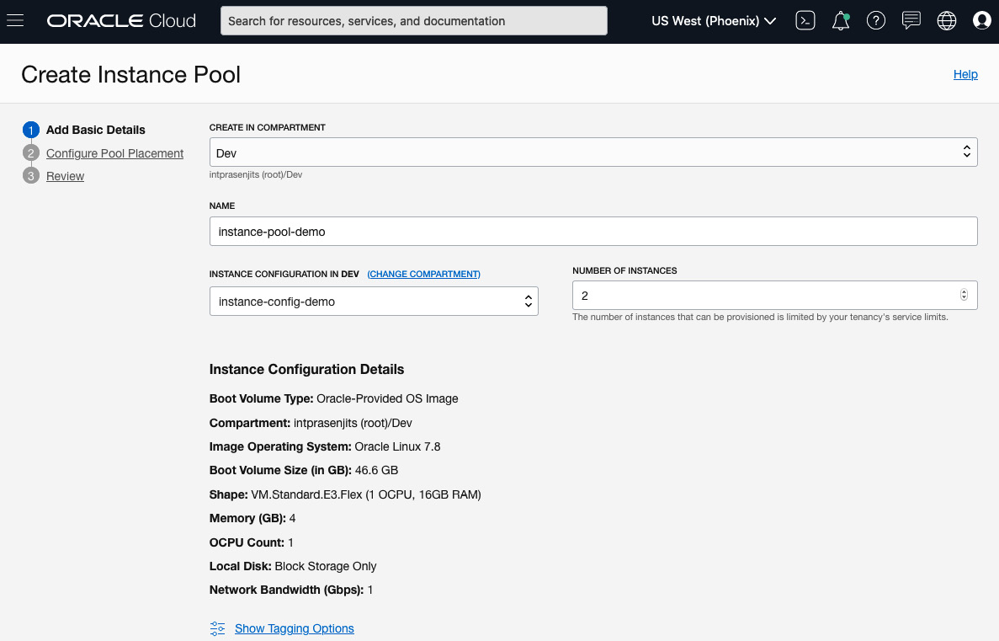 ORACLE Cloud
Search for resources, services, and documentation
US West (Phoenix)
Create Instance Pool
Help
1 Add Basic Details
2 Configure Pool Placement
3 Review
CREATE IN COMPARTMENT
Dev
intprasenjits (root)/Dev
NAME
instance-pool-demo
INSTANCE CONFIGURATION IN DEV (CHANGE COMPARTMENT)
instance-config-demo
NUMBER OF INSTANCES
2
The number of instances that can be provisioned is limited by your tenancy's service limits.
Instance Configuration Details
Boot Volume Type: Oracle-Provided OS Image
Compartment: intprasenjits (root)/Dev
Image Operating System: Oracle Linux 7.8
Boot Volume Size (in GB): 46.6 GB
Shape: VM.Standard.E3.Flex (1 OCPU, 16GB RAM)
Memory (GB): 4
OCPU Count: 1
Local Disk: Block Storage Only
Network Bandwidth (Gbps): 1
Show Tagging Options